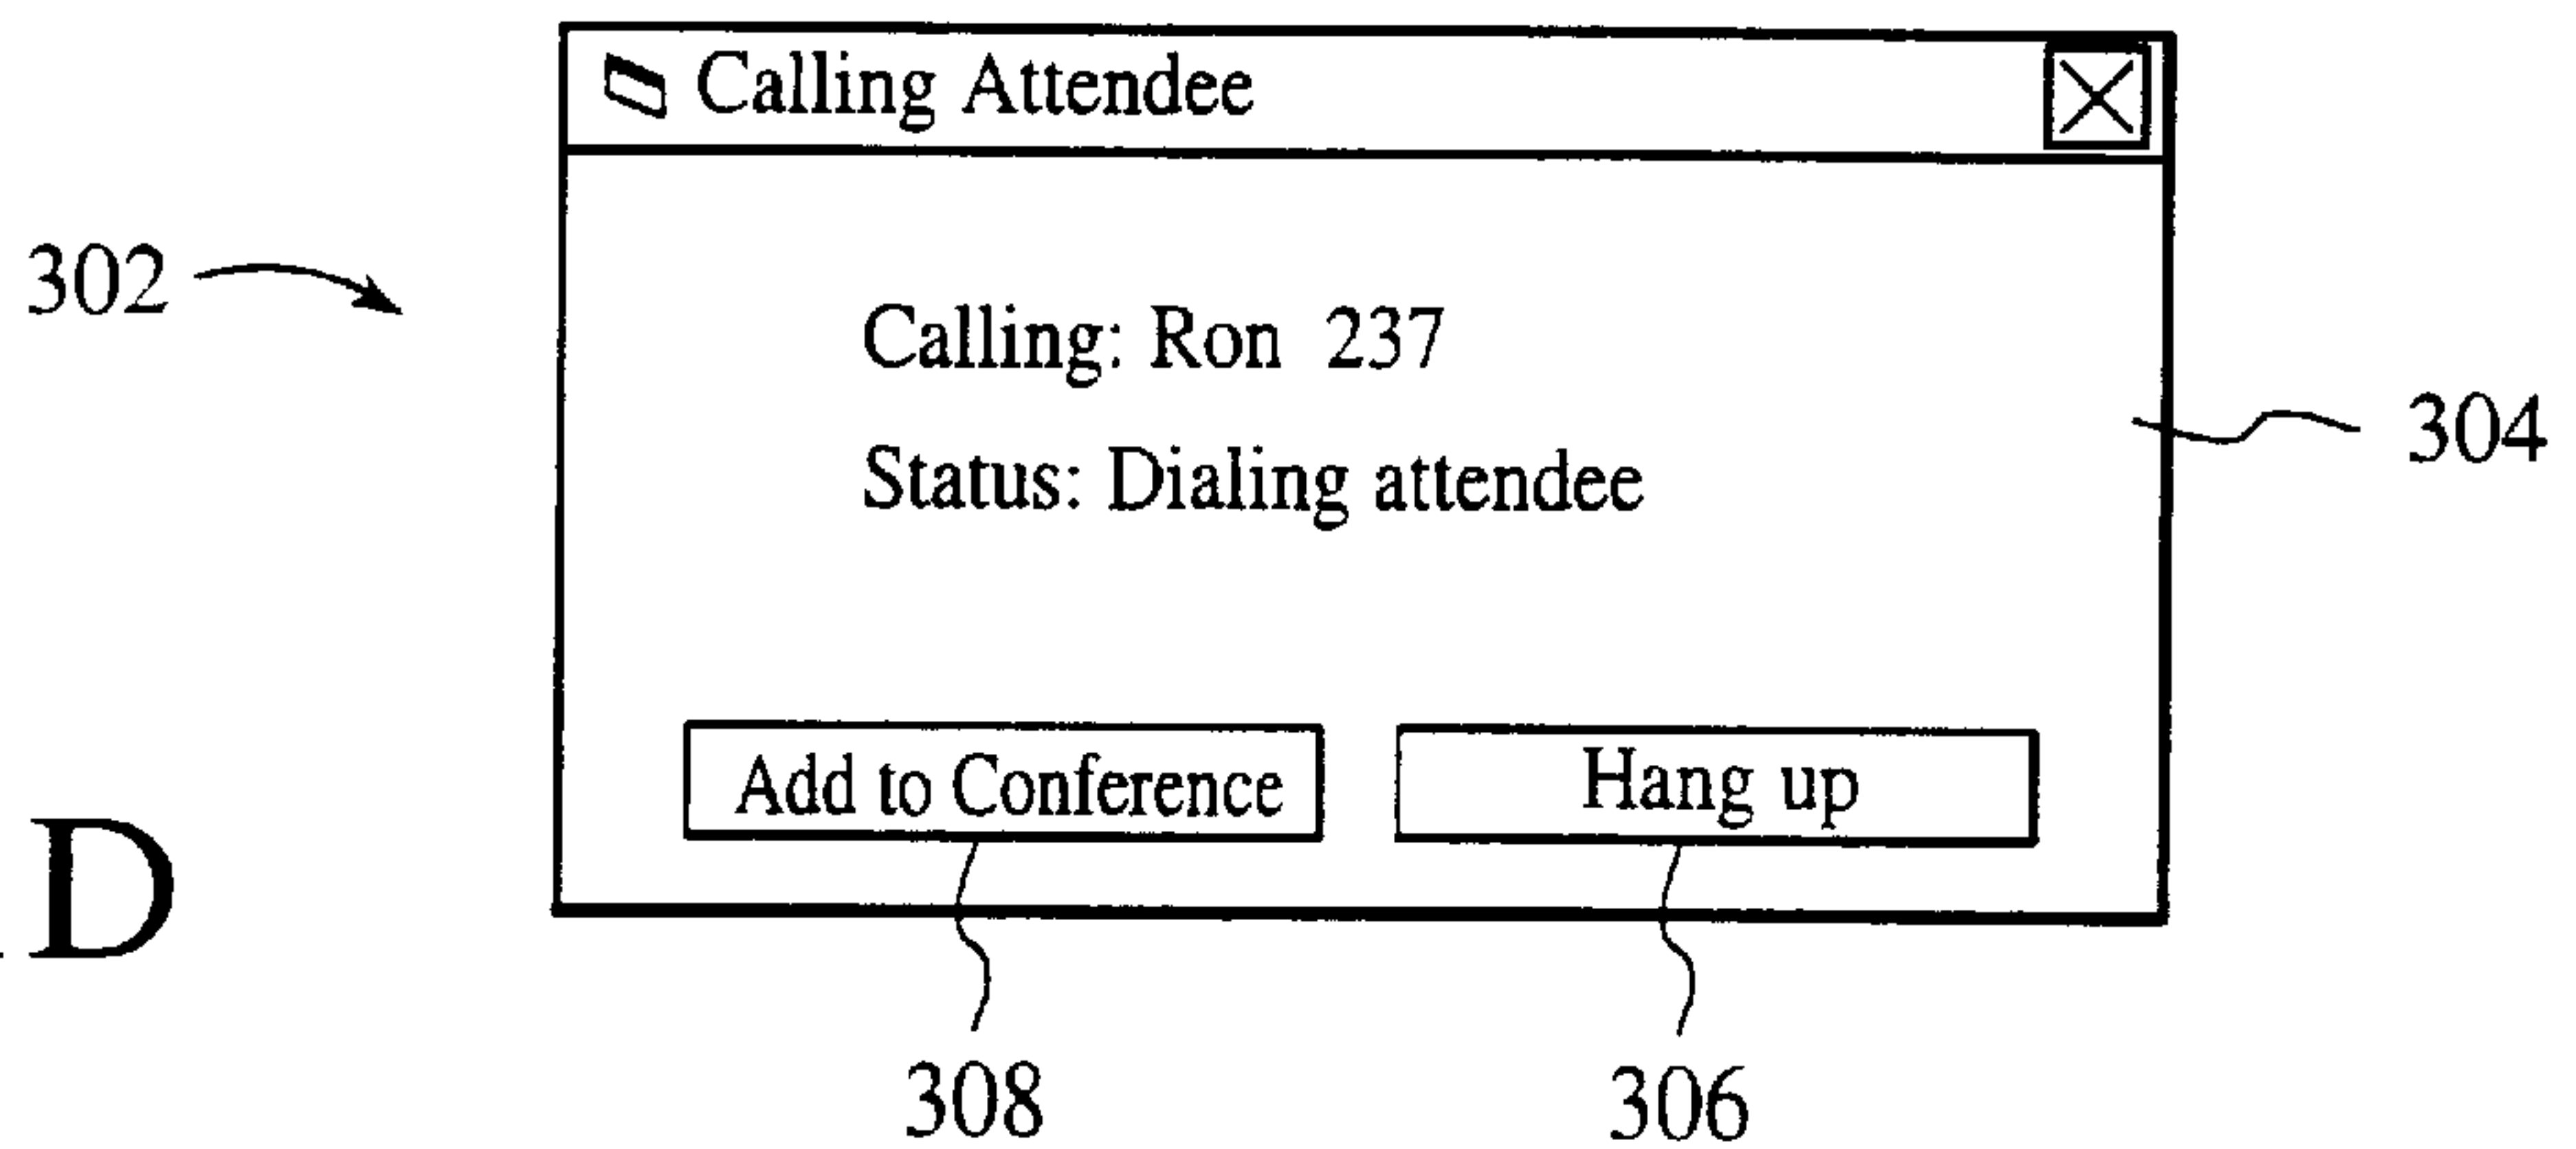 Calling Attendee
302
Calling: Ron 237
304
Status: Dialing attendee
Add to Conference
Hang up
D
308
306